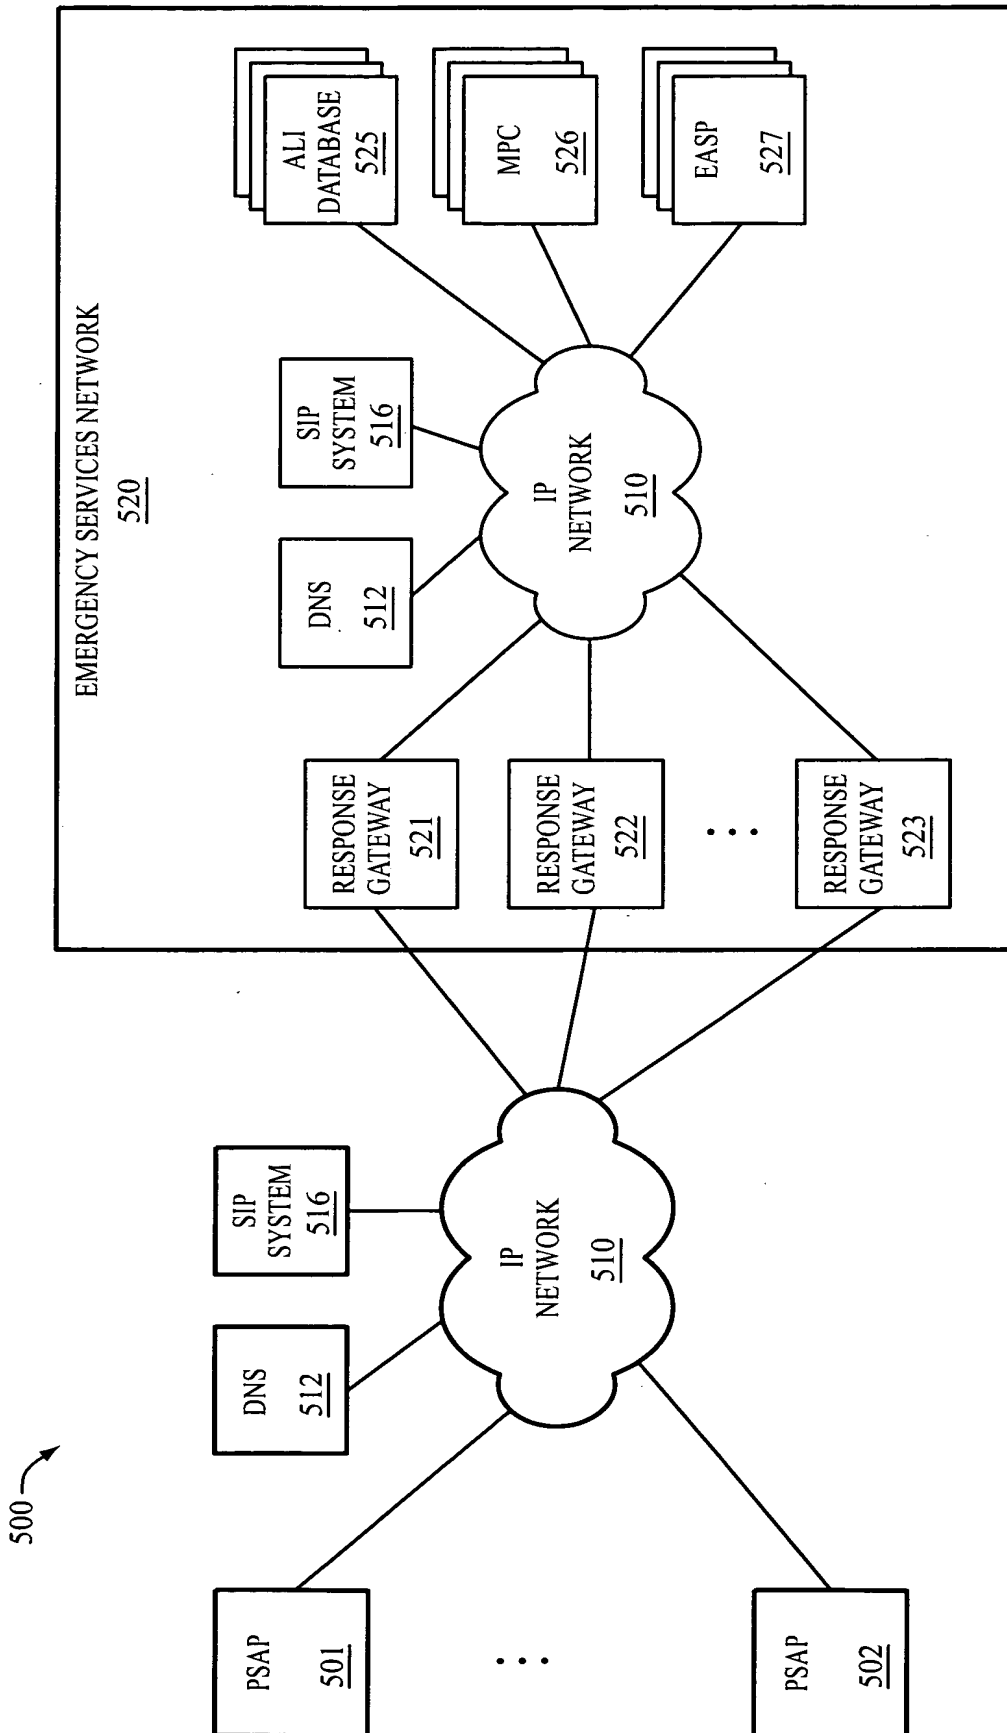 500
EMERGENCY SERVICES NETWORK
520
PSAP
501
PSAP
502
DNS
512
SIP
SYSTEM
516
IP
NETWORK
510
RESPONSE
GATEWAY
521
RESPONSE
GATEWAY
522
RESPONSE
GATEWAY
523
DNS
512
SIP
SYSTEM
516
IP
NETWORK
510
ALI
DATABASE
525
MPC
526
EASP
527